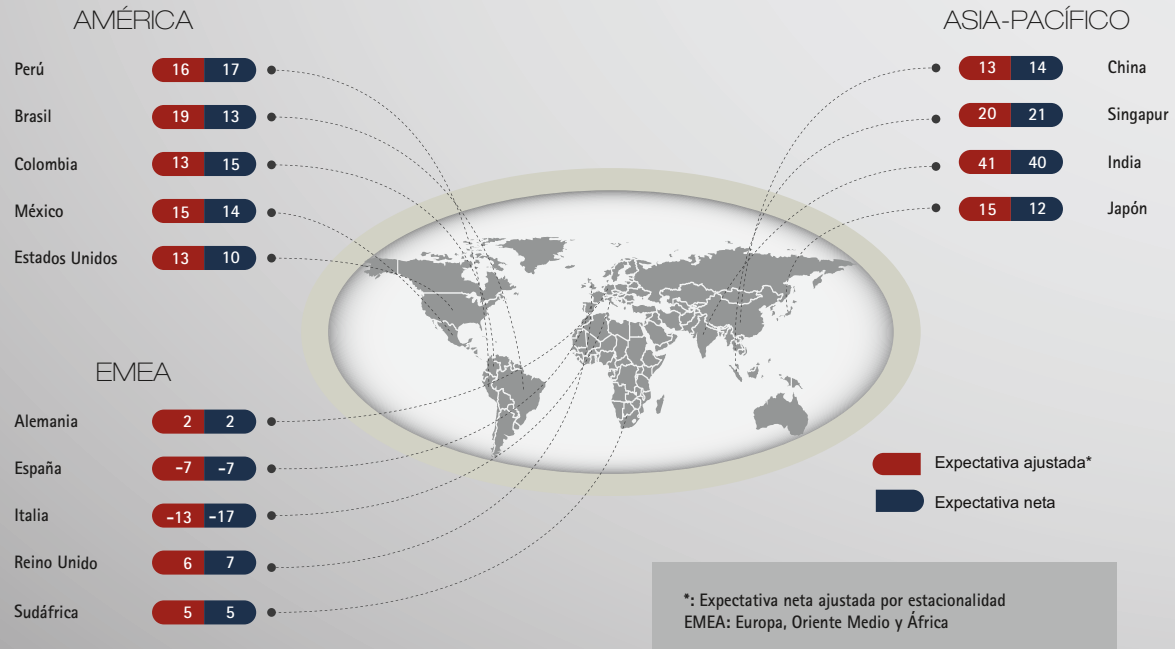 AMÉRICA
Perú 16 17
Brasil 19 13
Colombia 13 15
México 15 14
Estados Unidos 13 10
EMEA
Alemania 2 2
España -7 -7
Italia -13 -17
Reino Unido 6 7
Sudáfrica 5 5
ASIA-PACÍFICO
13 14 China
20 21 Singapur
41 40 India
15 12 Japón
Expectativa ajustada*
Expectativa neta
*: Expectativa neta ajustada por estacionalidad
EMEA: Europa, Oriente Medio y África